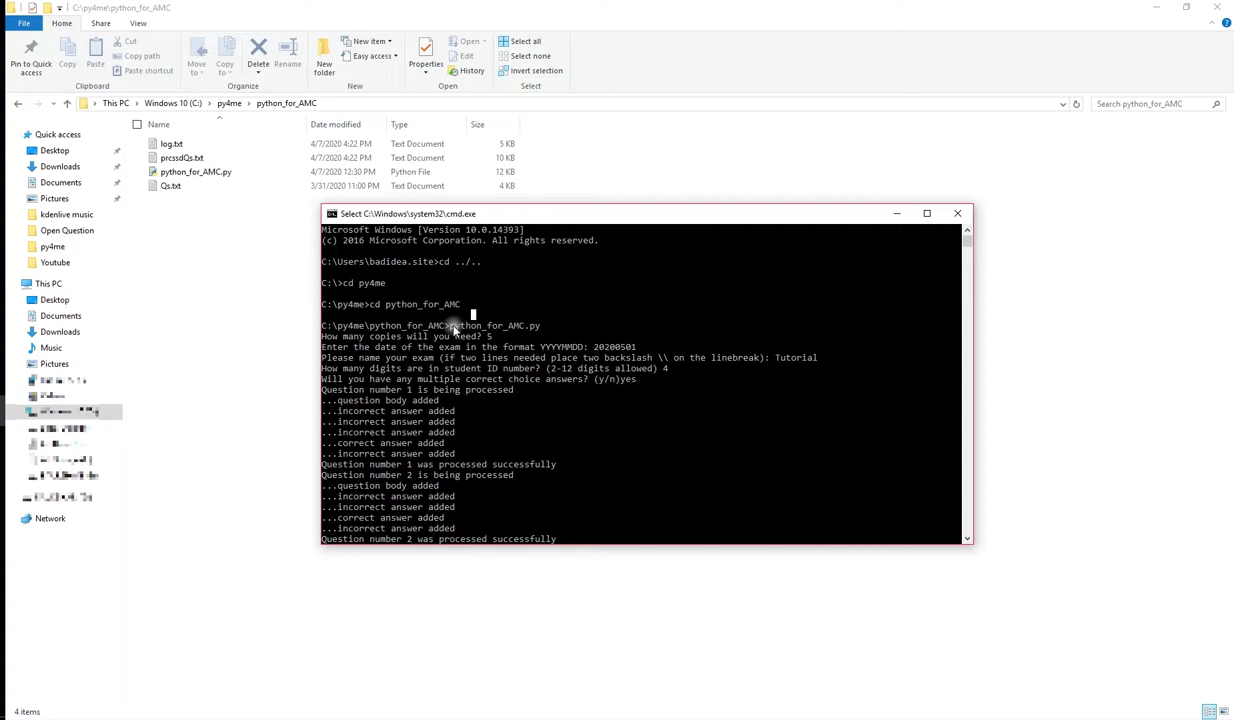 C:\py4me\python_for_AMC
File
Home
Share
View
Pin to Quick access
Copy
Paste
Cut
Copy path
Paste shortcut
Clipboard
Move to
Copy to
Delete
Rename
Organize
New folder
New item
Easy access
New
Properties
Open
Edit
History
Open
Select all
Select none
Invert selection
Select
This PC
Windows 10 (C:)
py4me
python_for_AMC
Search python_for_AMC
Name
Date modified
Type
Size
log.txt 4/7/2020 4:22 PM Text Document 5 KB
prcssdQs.txt 4/7/2020 4:22 PM Text Document 10 KB
python_for_AMC.py 4/7/2020 12:30 PM Python File 12 KB
Qs.txt 3/31/2020 11:00 PM Text Document 4 KB
Quick access
Desktop
Downloads
Documents
Pictures
kdenlive music
Open Question
py4me
Youtube
This PC
Desktop
Documents
Downloads
Music
Pictures
Network
4 items
Select C:\Windows\system32\cmd.exe
Microsoft Windows [Version 10.0.14393]
(c) 2016 Microsoft Corporation. All rights reserved.
C:\Users\badidea.site>cd ../..
C:\>cd py4me
C:\py4me>cd python_for_AMC
C:\py4me\python_for_AMC>python_for_AMC.py
How many copies will you need? 5
Enter the date of the exam in the format YYYYMMDD: 20200501
Please name your exam (if two lines needed place two backslash \\ on the linebreak): Tutorial
How many digits are in student ID number? (2-12 digits allowed) 4
Will you have any multiple correct choice answers? (y/n)yes
Question number 1 is being processed
...question body added
...incorrect answer added
...incorrect answer added
...incorrect answer added
...correct answer added
...incorrect answer added
Question number 1 was processed successfully
Question number 2 is being processed
...question body added
...incorrect answer added
...incorrect answer added
...correct answer added
...incorrect answer added
Question number 2 was processed successfully